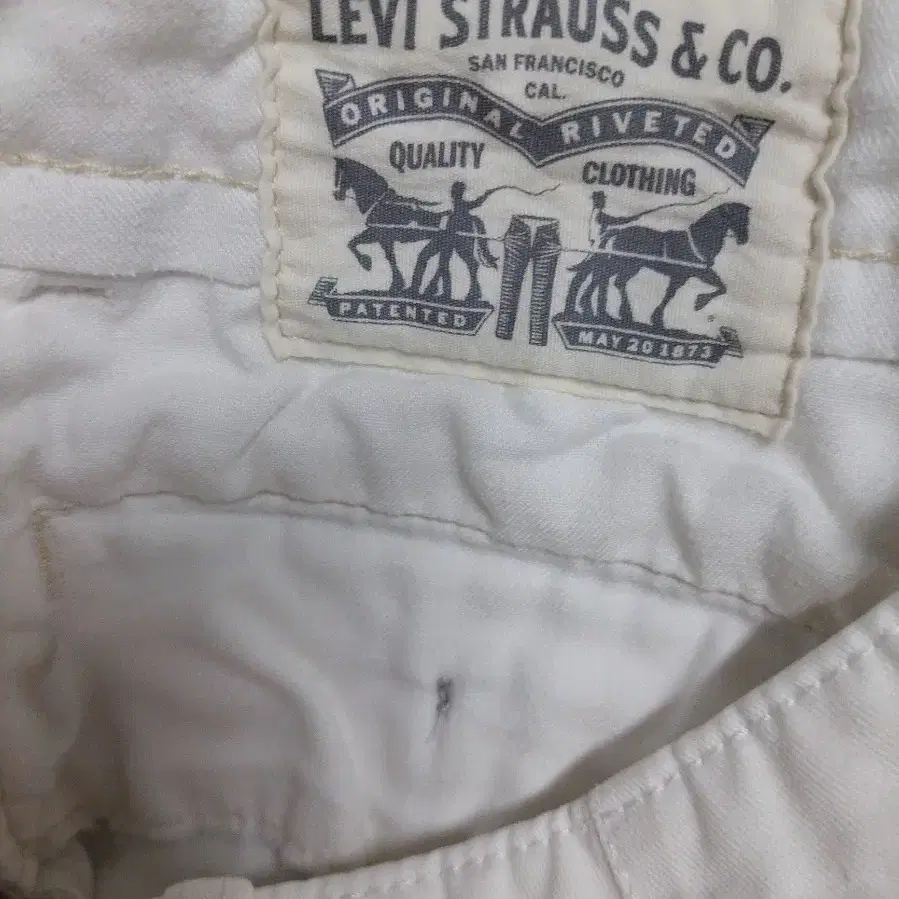 LEVI STRAUSS & CO.
SAN FRANCISCO
CAL.
ORIGINAL RIVETED
QUALITY CLOTHING
PATENTED MAY 20 1873